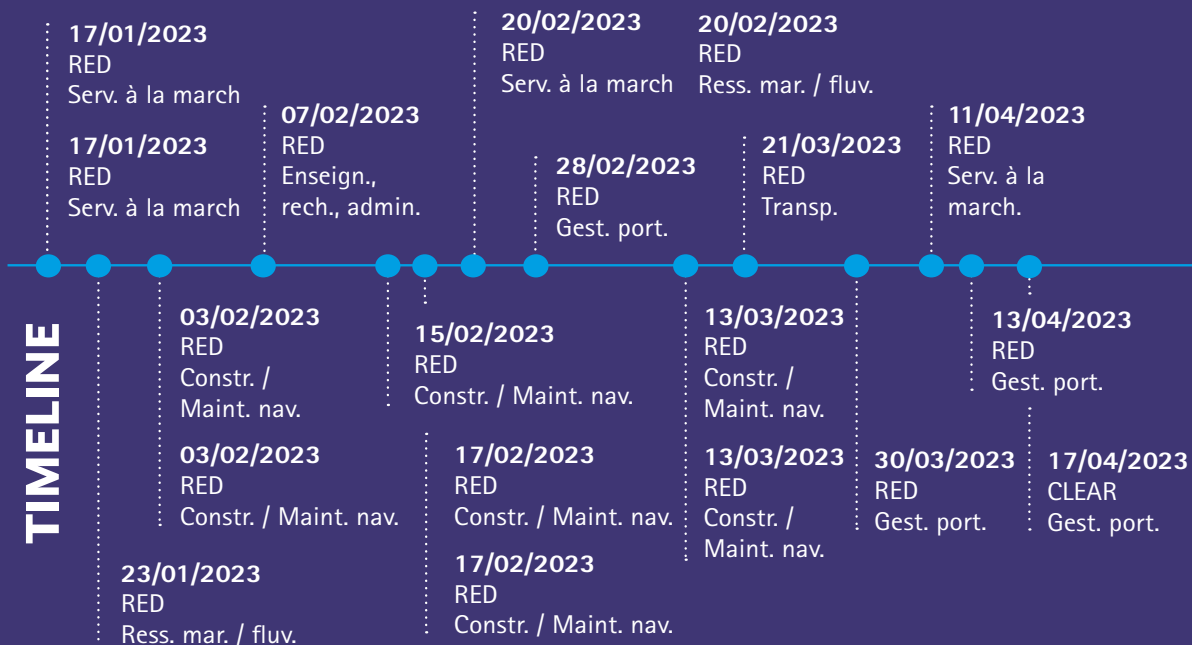 17/01/2023
RED
Serv. à la march
17/01/2023
RED
Serv. à la march
07/02/2023
RED
Enseign.,
rech., admin.
20/02/2023
RED
Serv. à la march
20/02/2023
RED
Ress. mar. / fluv.
28/02/2023
RED
Gest. port.
21/03/2023
RED
Transp.
11/04/2023
RED
Serv. à la
march.
TIMELINE
03/02/2023
RED
Constr. /
Maint. nav.
03/02/2023
RED
Constr. / Maint. nav.
23/01/2023
RED
Ress. mar. / fluv.
15/02/2023
RED
Constr. / Maint. nav.
17/02/2023
RED
Constr. / Maint. nav.
17/02/2023
RED
Constr. / Maint. nav.
13/03/2023
RED
Constr. /
Maint. nav.
13/03/2023
RED
Constr. /
Maint. nav.
30/03/2023
RED
Gest. port.
13/04/2023
RED
Gest. port.
17/04/2023
CLEAR
Gest. port.